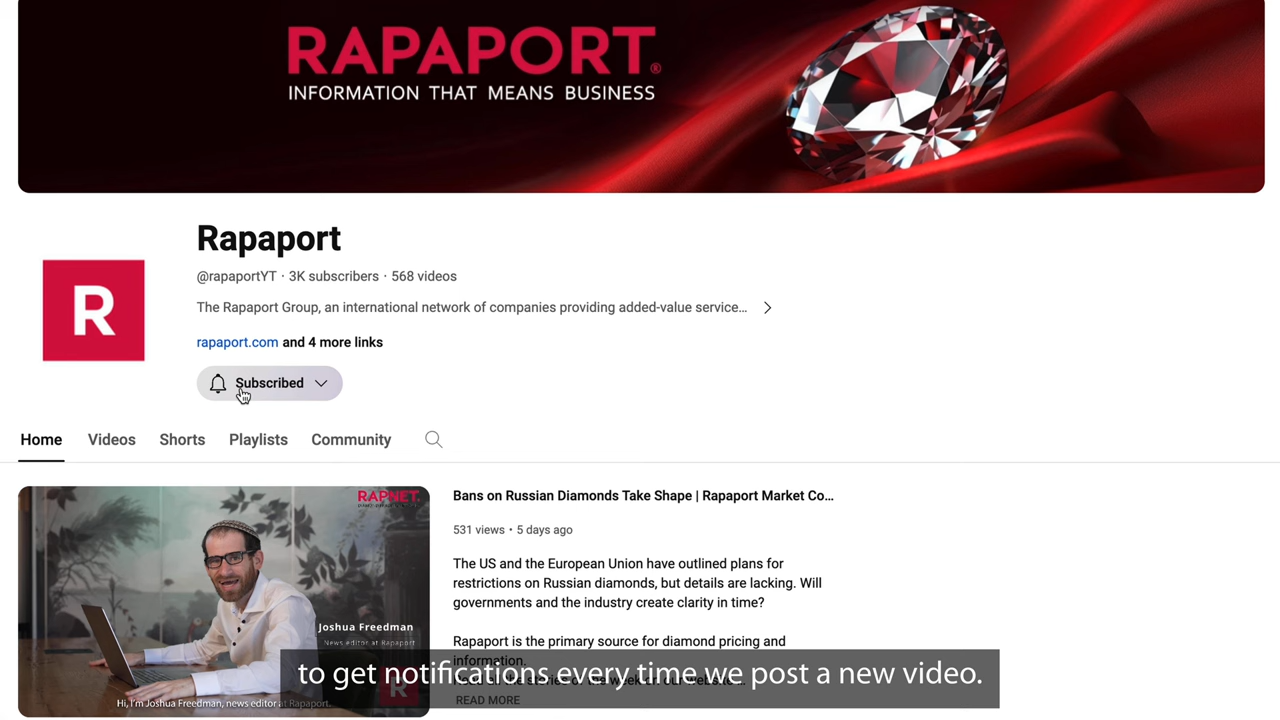 RAPAPORT®
INFORMATION THAT MEANS BUSINESS
Rapaport
@rapaportYT · 3K subscribers · 568 videos
R
The Rapaport Group, an international network of companies providing added-value service...
rapaport.com and 4 more links
Subscribed
Home Videos Shorts Playlists Community
RAPNET
Joshua Freedman
News editor at Rapaport
R
Hi, I'm Joshua Freedman, news editor at Rapaport.
Bans on Russian Diamonds Take Shape | Rapaport Market Co...
531 views · 5 days ago
The US and the European Union have outlined plans for
restrictions on Russian diamonds, but details are lacking. Will
governments and the industry create clarity in time?
Rapaport is the primary source for diamond pricing and
information.
READ MORE
to get notifications every time we post a new video.